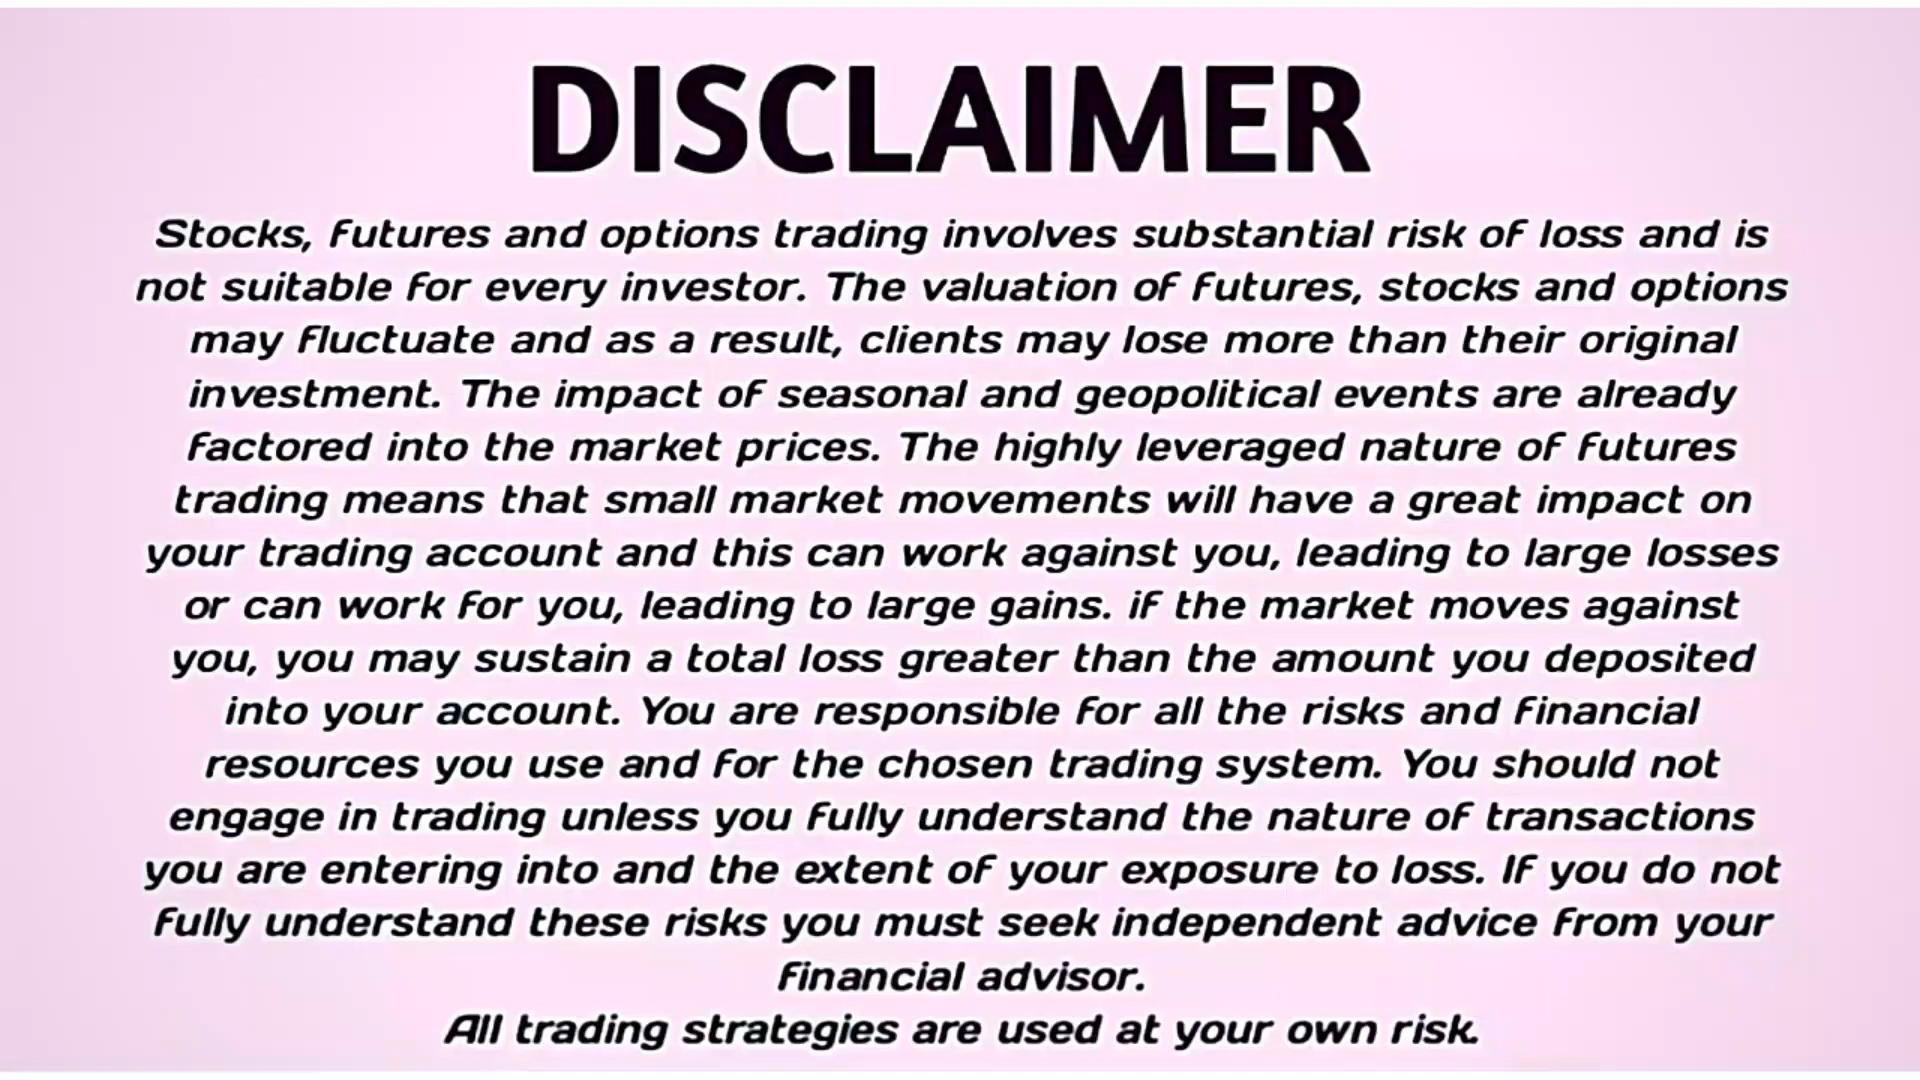 DISCLAIMER
Stocks, futures and options trading involves substantial risk of loss and is
not suitable for every investor. The valuation of futures, stocks and options
may fluctuate and as a result, clients may lose more than their original
investment. The impact of seasonal and geopolitical events are already
factored into the market prices. The highly leveraged nature of futures
trading means that small market movements will have a great impact on
your trading account and this can work against you, leading to large losses
or can work for you, leading to large gains. if the market moves against
you, you may sustain a total loss greater than the amount you deposited
into your account. You are responsible for all the risks and financial
resources you use and for the chosen trading system. You should not
engage in trading unless you fully understand the nature of transactions
you are entering into and the extent of your exposure to loss. If you do not
fully understand these risks you must seek independent advice from your
financial advisor.
All trading strategies are used at your own risk.